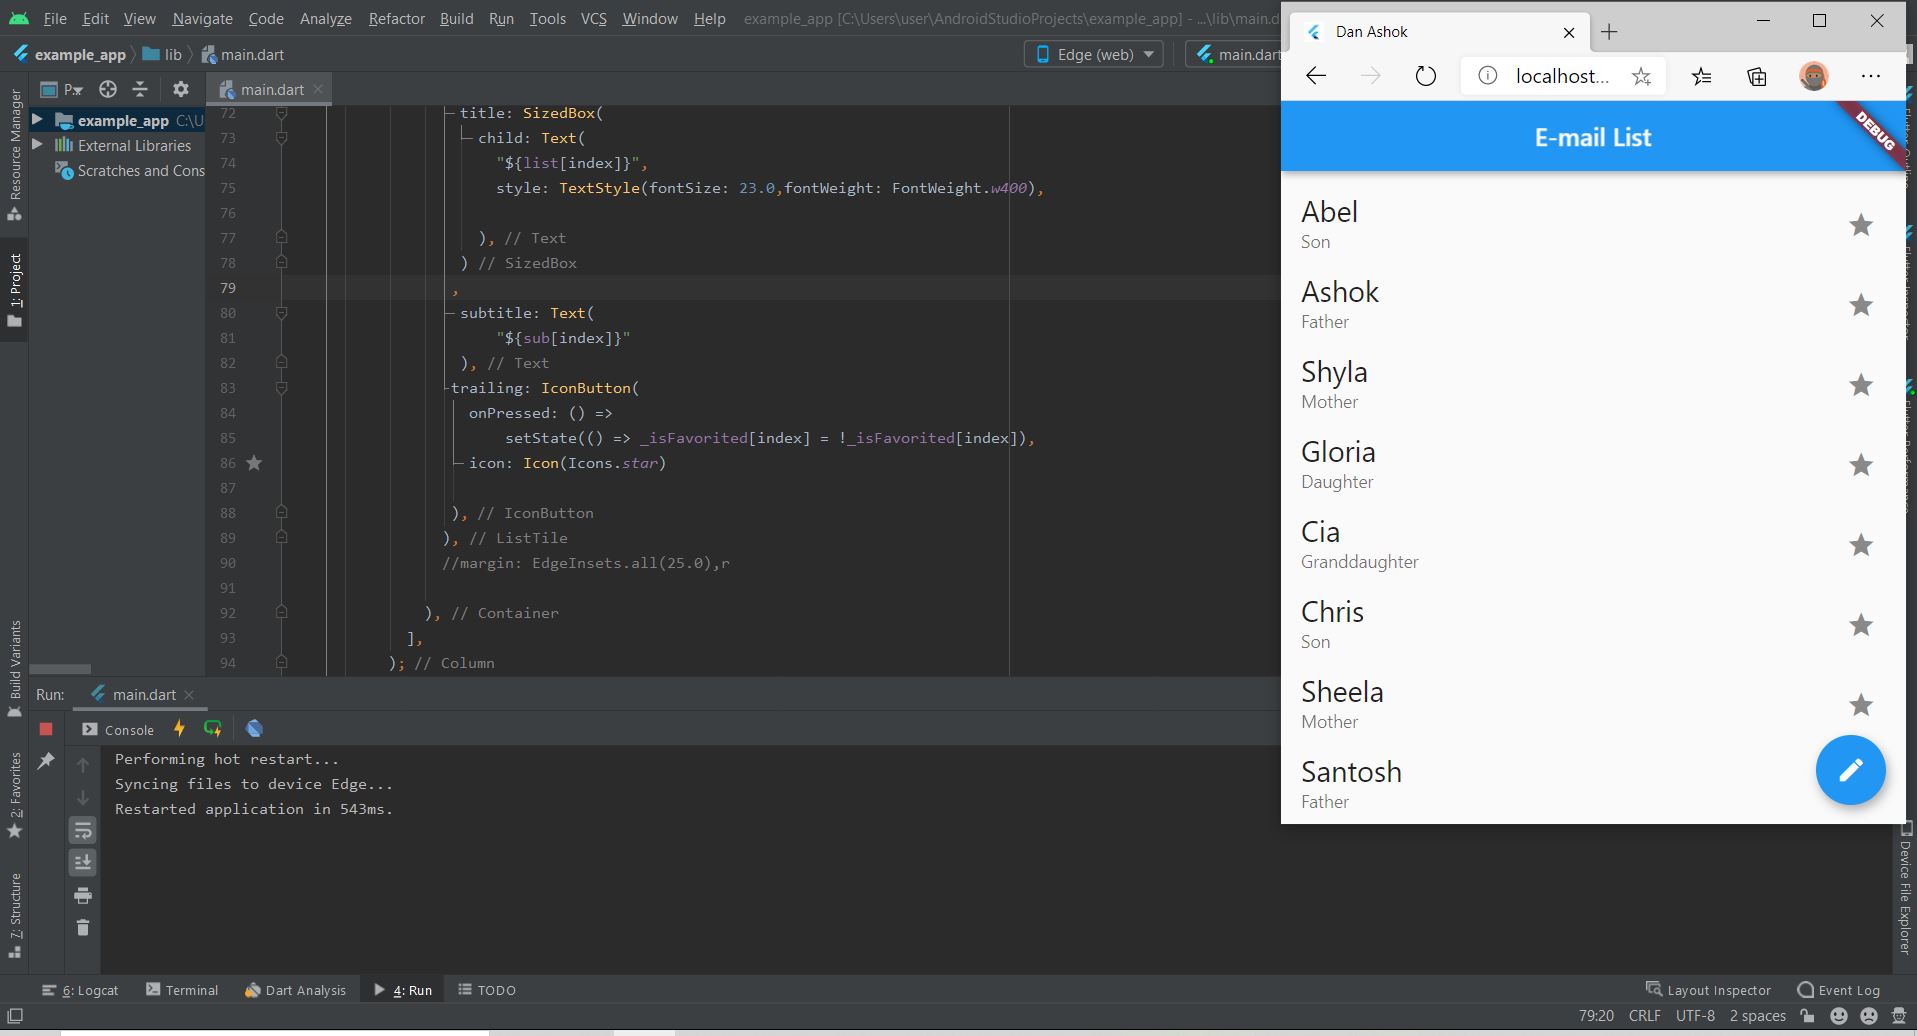 File Edit View Navigate Code Analyze Refactor Build Run Tools VCS Window Help example_app [C:\Users\user\AndroidStudioProjects\example_app] - ...\lib\main.d
example_app lib main.dart Edge (web) main.dart
P... main.dart
example_app C:\U
External Libraries
Scratches and Cons
Resource Manager
1: Project
Build Variants
2: Favorites
7: Structure
72 title: SizedBox(
73 child: Text(
74 "${list[index]}",
75 style: TextStyle(fontSize: 23.0,fontWeight: FontWeight.w400),
76
77 ), // Text
78 ) // SizedBox
79 ,
80 subtitle: Text(
81 "${sub[index]}"
82 ), // Text
83 trailing: IconButton(
84 onPressed: () =>
85 setState(() => _isFavorited[index] = !_isFavorited[index]),
86 icon: Icon(Icons.star)
87
88 ), // IconButton
89 ), // ListTile
90 //margin: EdgeInsets.all(25.0),r
91
92 ), // Container
93 ],
94 ); // Column
Run: main.dart
Console
Performing hot restart...
Syncing files to device Edge...
Restarted application in 543ms.
Dan Ashok
localhost...
E-mail List
DEBUG
Abel
Son
Ashok
Father
Shyla
Mother
Gloria
Daughter
Cia
Granddaughter
Chris
Son
Sheela
Mother
Santosh
Father
Device File Explorer
6: Logcat Terminal Dart Analysis 4: Run TODO Layout Inspector Event Log
79:20 CRLF UTF-8 2 spaces